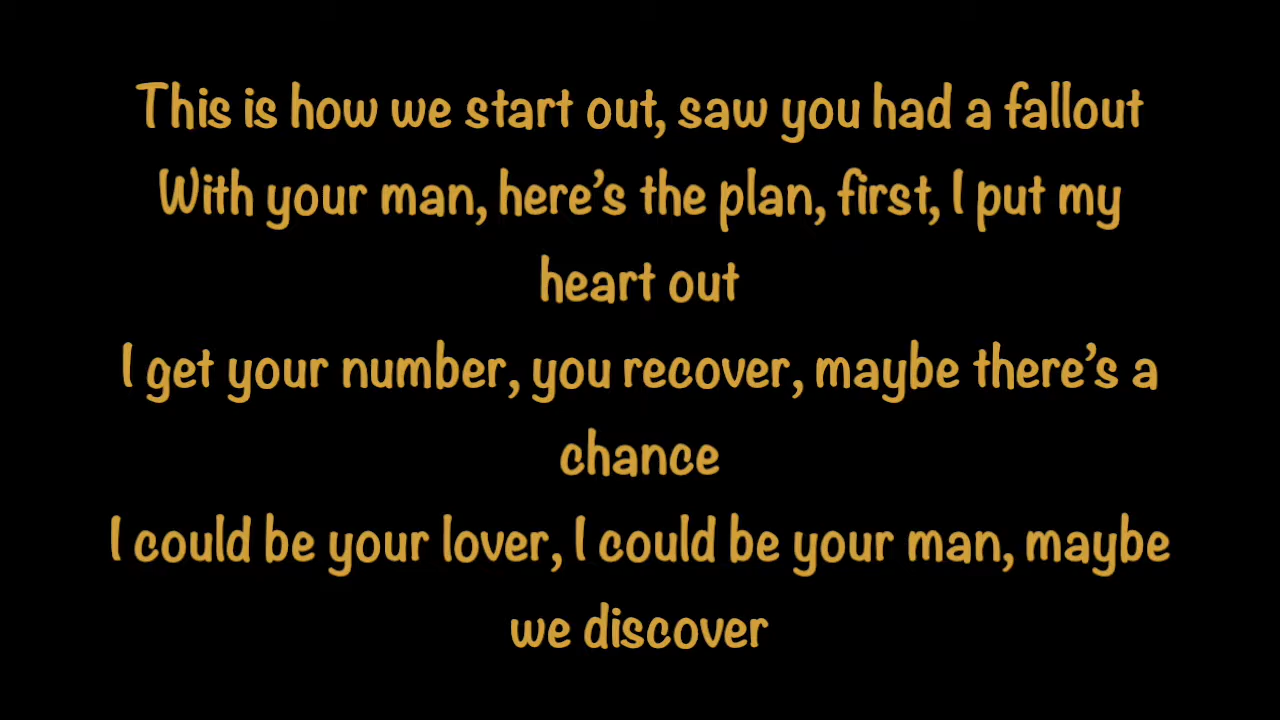 This is how we start out, saw you had a fallout
With your man, here's the plan, first, I put my
heart out
I get your number, you recover, maybe there's a
chance
I could be your lover, I could be your man, maybe
we discover